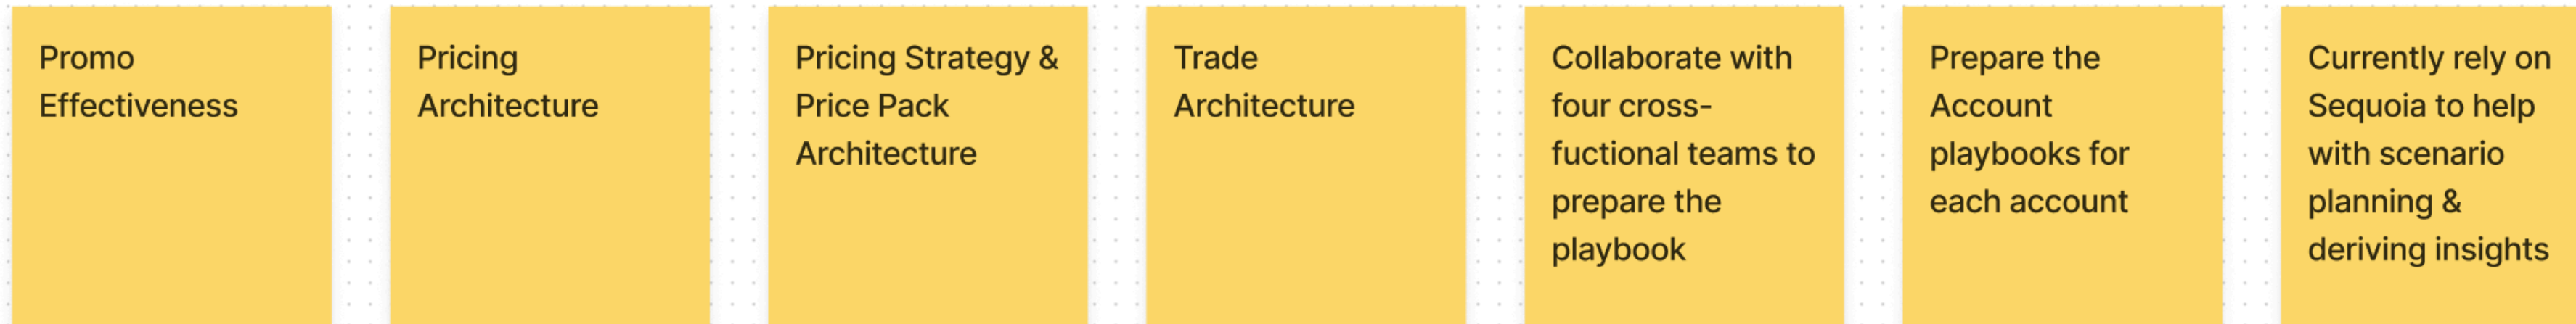 Promo
Effectiveness
Pricing
Architecture
Pricing Strategy &
Price Pack
Architecture
Trade
Architecture
Collaborate with
four cross-
fuctional teams to
prepare the
playbook
Prepare the
Account
playbooks for
each account
Currently rely on
Sequoia to help
with scenario
planning &
deriving insights